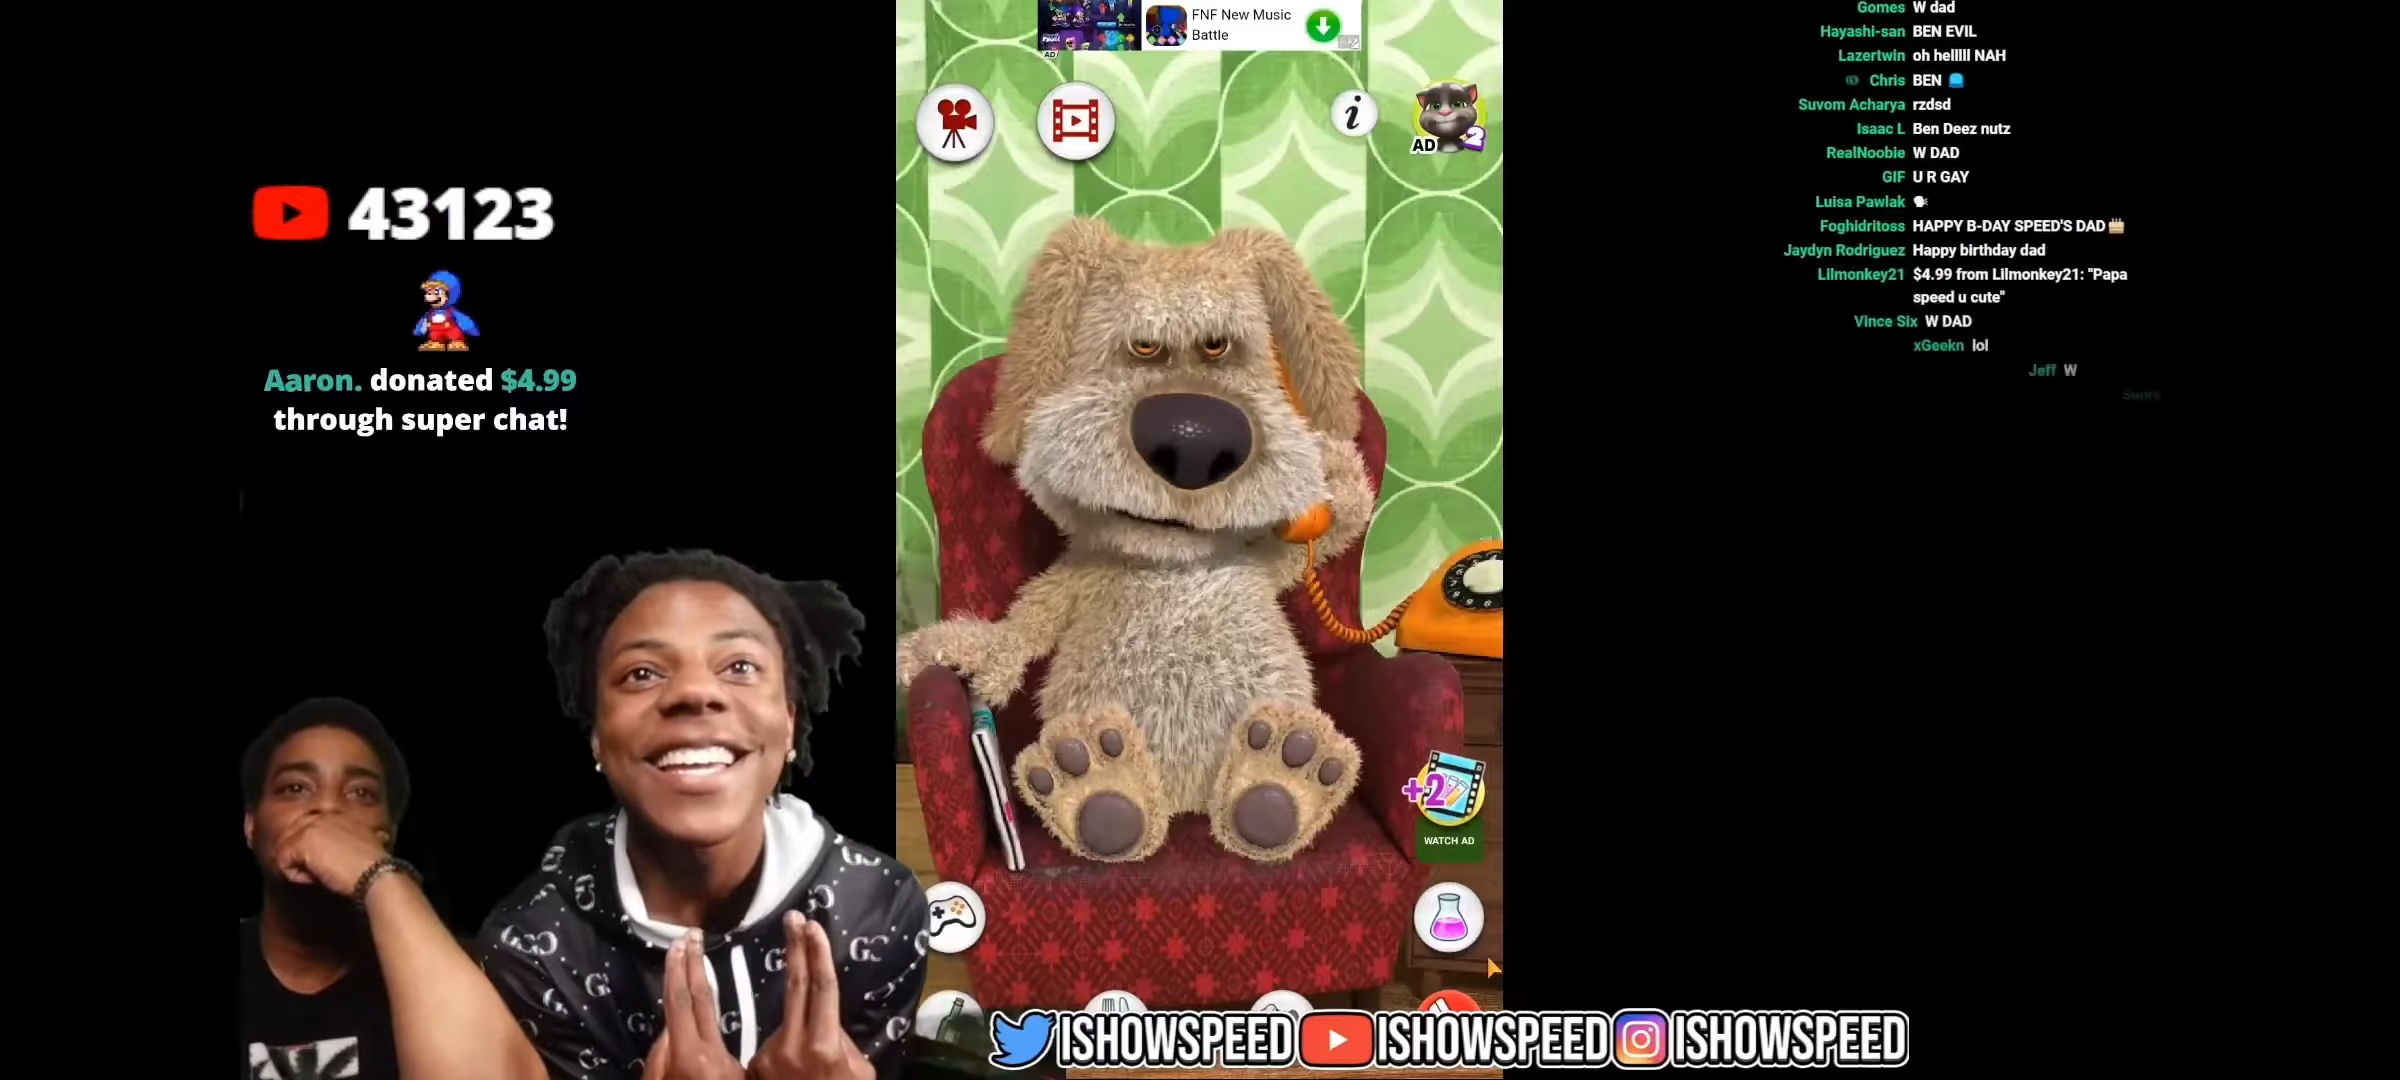 FNF New Music
Battle
AD
AD
2
43123
Aaron. donated $4.99
through super chat!
+2
WATCH AD
Gomes W dad
Hayashi-san BEN EVIL
Lazertwin oh helllll NAH
Chris BEN
Suvom Acharya rzdsd
Isaac L Ben Deez nutz
RealNoobie W DAD
GIF U R GAY
Luisa Pawlak
Foghidritoss HAPPY B-DAY SPEED'S DAD
Jaydyn Rodriguez Happy birthday dad
Lilmonkey21 $4.99 from Lilmonkey21: "Papa
speed u cute"
Vince Six W DAD
xGeekn lol
Jeff W
ISHOWSPEED ISHOWSPEED ISHOWSPEED